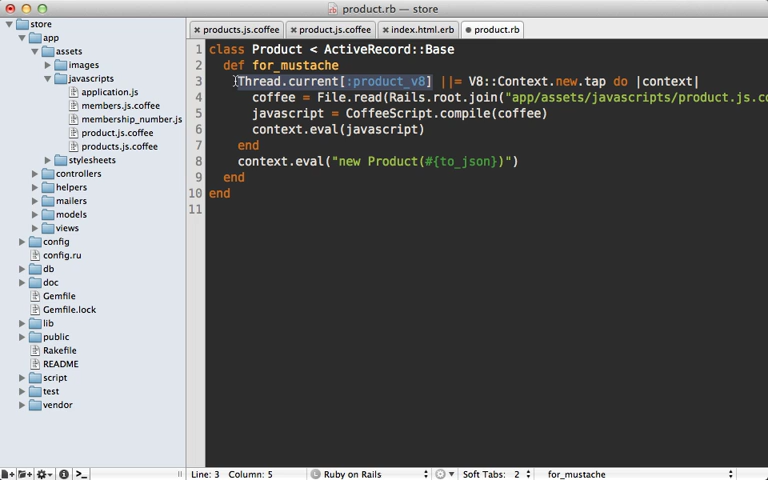 product.rb — store
store
app
assets
images
javascripts
application.js
members.js.coffee
membership_number.js
product.js.coffee
products.js.coffee
stylesheets
controllers
helpers
mailers
models
views
config
config.ru
db
doc
Gemfile
Gemfile.lock
lib
public
Rakefile
README
script
test
vendor
products.js.coffee product.js.coffee index.html.erb product.rb
1 class Product < ActiveRecord::Base
2 def for_mustache
3 Thread.current[:product_v8] ||= V8::Context.new.tap do |context|
4 coffee = File.read(Rails.root.join("app/assets/javascripts/product.js.co
5 javascript = CoffeeScript.compile(coffee)
6 context.eval(javascript)
7 end
8 context.eval("new Product(#{to_json})")
9 end
10 end
11
Line: 3 Column: 5 Ruby on Rails Soft Tabs: 2 for_mustache